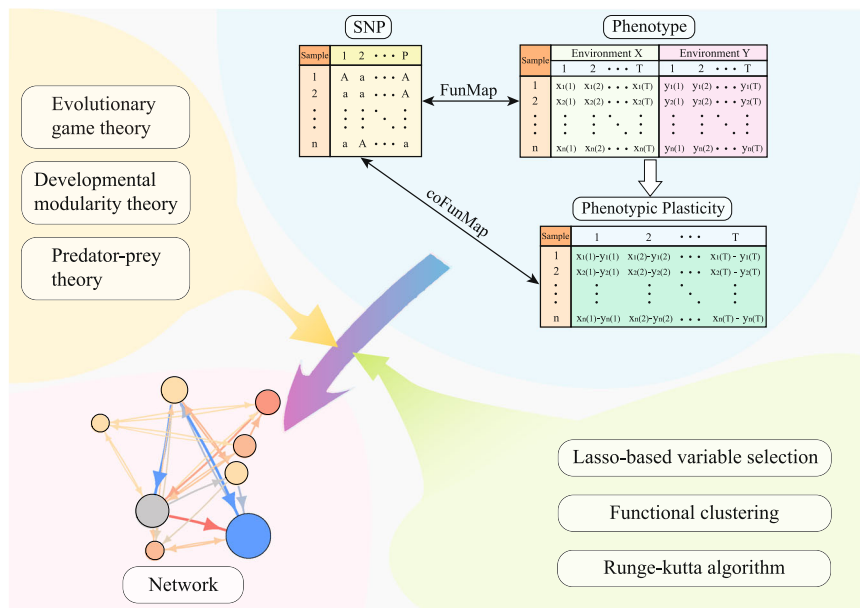 SNP
Sample 1 2 • • • P
1 A a • • • A
2 a a • • • A
n a A • • • a
FunMap
coFunMap
Phenotype
Sample Environment X Environment Y
1 2 • • • T 1 2 • • • T
1 x₁(1) x₁(2) • • • x₁(T) y₁(1) y₁(2) • • • y₁(T)
2 x₂(1) x₂(2) • • • x₂(T) y₂(1) y₂(2) • • • y₂(T)
n xₙ(1) xₙ(2) • • • xₙ(T) yₙ(1) yₙ(2) • • • yₙ(T)
Phenotypic Plasticity
Sample 1 2 • • • T
1 x₁(1)-y₁(1) x₁(2)-y₁(2) • • • x₁(T) - y₁(T)
2 x₂(1)-y₂(1) x₂(2)-y₂(2) • • • x₂(T) - y₂(T)
n xₙ(1)-yₙ(1) xₙ(2)-yₙ(2) • • • xₙ(T) - yₙ(T)
Evolutionary
game theory
Developmental
modularity theory
Predator-prey
theory
Lasso-based variable selection
Functional clustering
Runge-kutta algorithm
Network